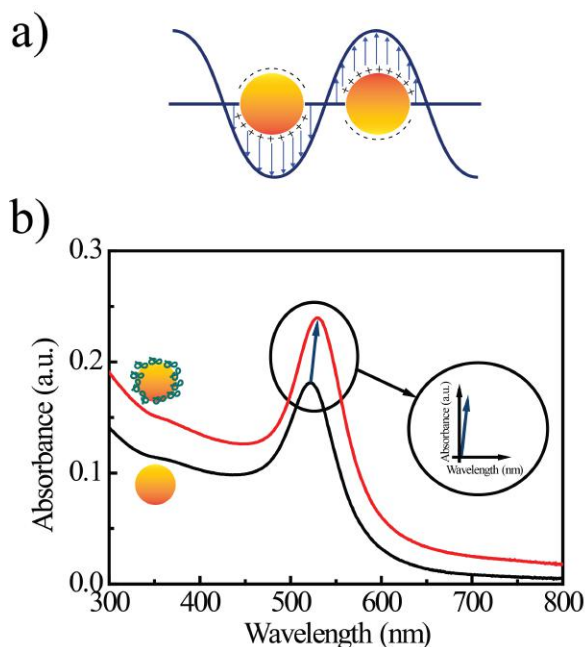 a)
b)
0.3
0.2
0.1
0.0
Absorbance (a.u.)
300 400 500 600 700 800
Wavelength (nm)
Absorbance (a.u.)
Wavelength (nm)